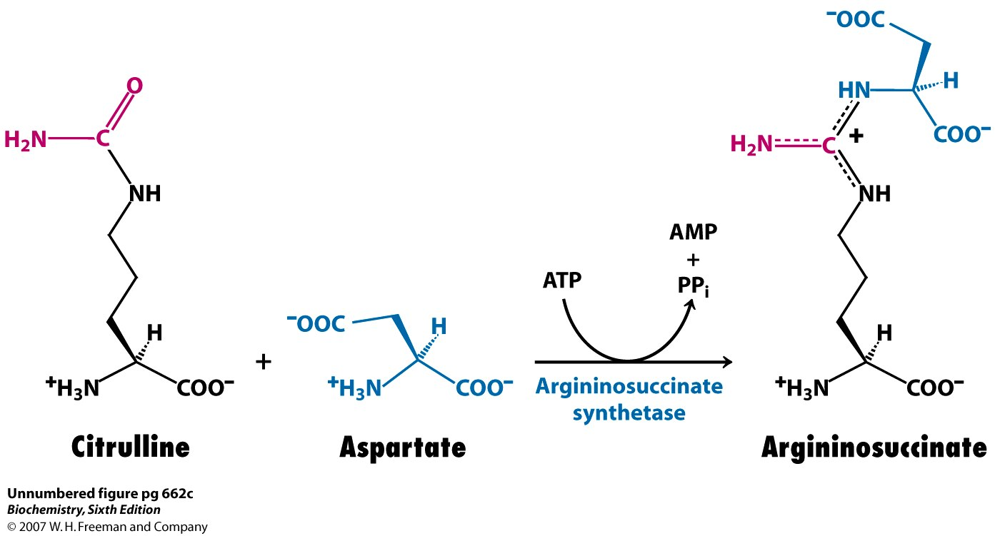 O
H₂N
C
NH
H
⁺H₃N
COO⁻
Citrulline
+
⁻OOC
H
⁺H₃N
COO⁻
Aspartate
ATP
AMP
+
PPᵢ
Argininosuccinate
synthetase
⁻OOC
HN
H
COO⁻
H₂N
C
+
NH
H
⁺H₃N
COO⁻
Argininosuccinate
Unnumbered figure pg 662c
Biochemistry, Sixth Edition
© 2007 W. H. Freeman and Company